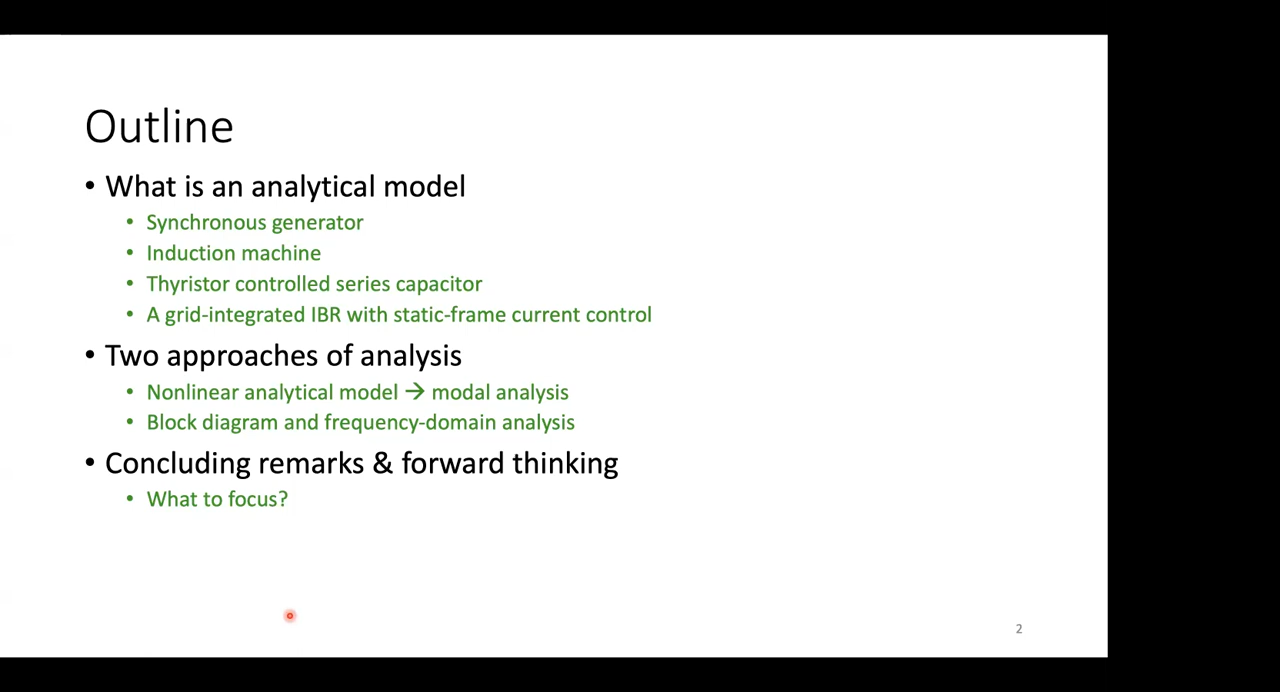 Outline
• What is an analytical model
• Synchronous generator
• Induction machine
• Thyristor controlled series capacitor
• A grid-integrated IBR with static-frame current control
• Two approaches of analysis
• Nonlinear analytical model → modal analysis
• Block diagram and frequency-domain analysis
• Concluding remarks & forward thinking
• What to focus?
2